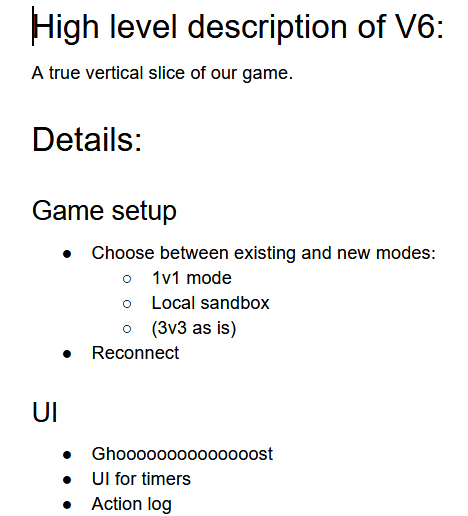 High level description of V6:
A true vertical slice of our game.
Details:
Game setup
● Choose between existing and new modes:
○ 1v1 mode
○ Local sandbox
○ (3v3 as is)
● Reconnect
UI
● Ghoooooooooooooost
● UI for timers
● Action log